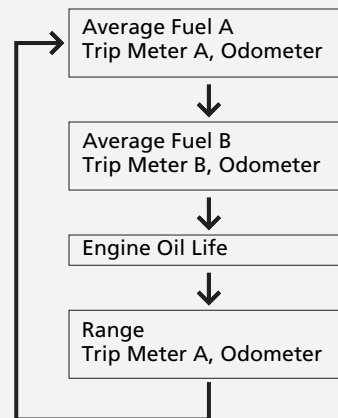 Average Fuel A
Trip Meter A, Odometer
Average Fuel B
Trip Meter B, Odometer
Engine Oil Life
Range
Trip Meter A, Odometer